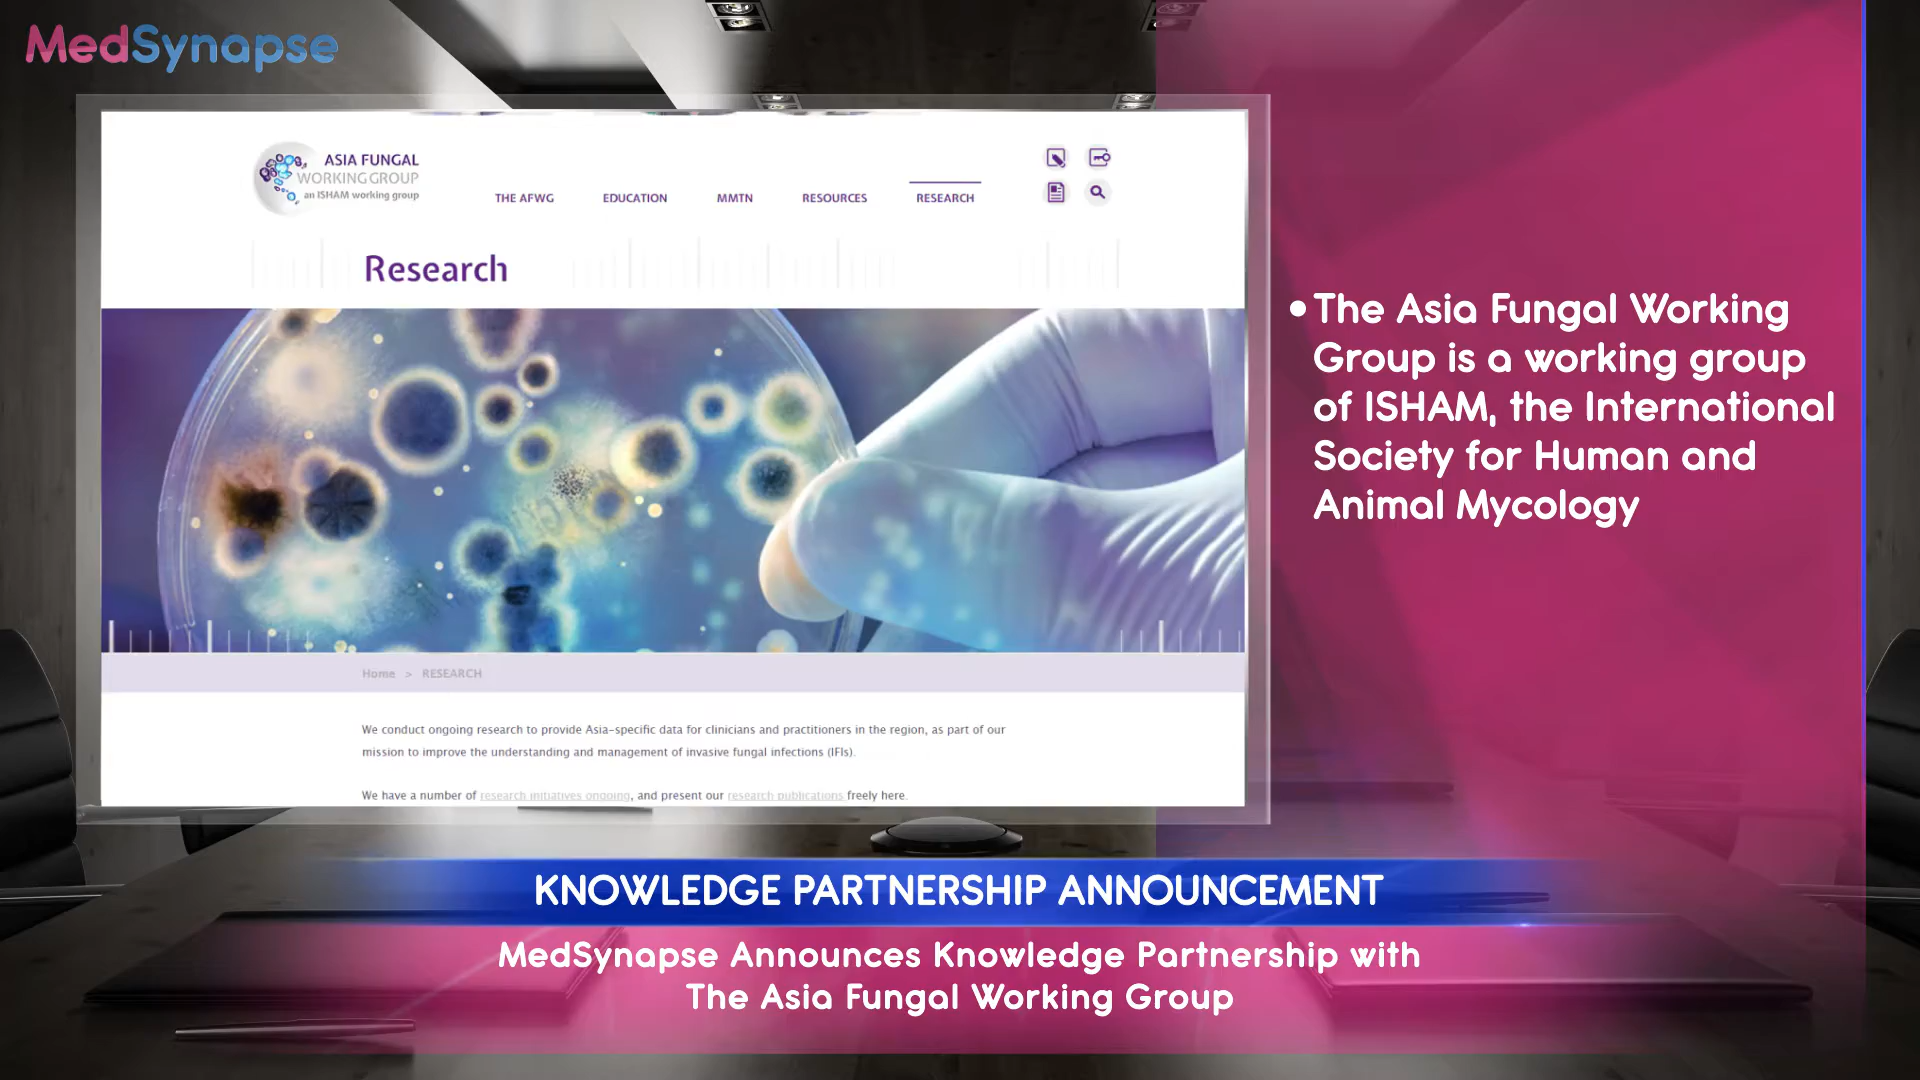 MedSynapse
ASIA FUNGAL
WORKING GROUP
an ISHAM working group
THE AFWG
EDUCATION
MMTN
RESOURCES
RESEARCH
Research
Home > RESEARCH
We conduct ongoing research to provide Asia-specific data for clinicians and practitioners in the region, as part of our
mission to improve the understanding and management of invasive fungal infections (IFIs).
We have a number of research initiatives ongoing, and present our research publications freely here.
•The Asia Fungal Working
Group is a working group
of ISHAM, the International
Society for Human and
Animal Mycology
KNOWLEDGE PARTNERSHIP ANNOUNCEMENT
MedSynapse Announces Knowledge Partnership with
The Asia Fungal Working Group